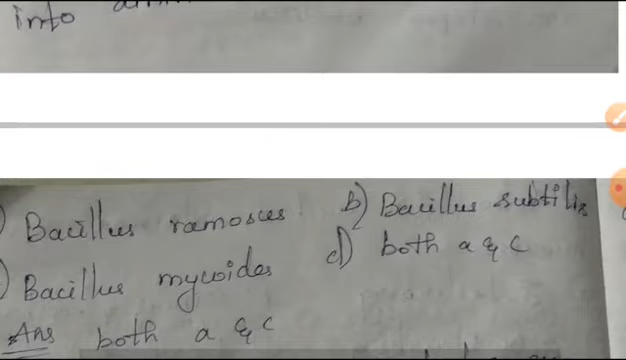 into
) Bacillus ramosus b) Bacillus subtilis
) Bacillus mycoides d) both a & c
Ans both a & c